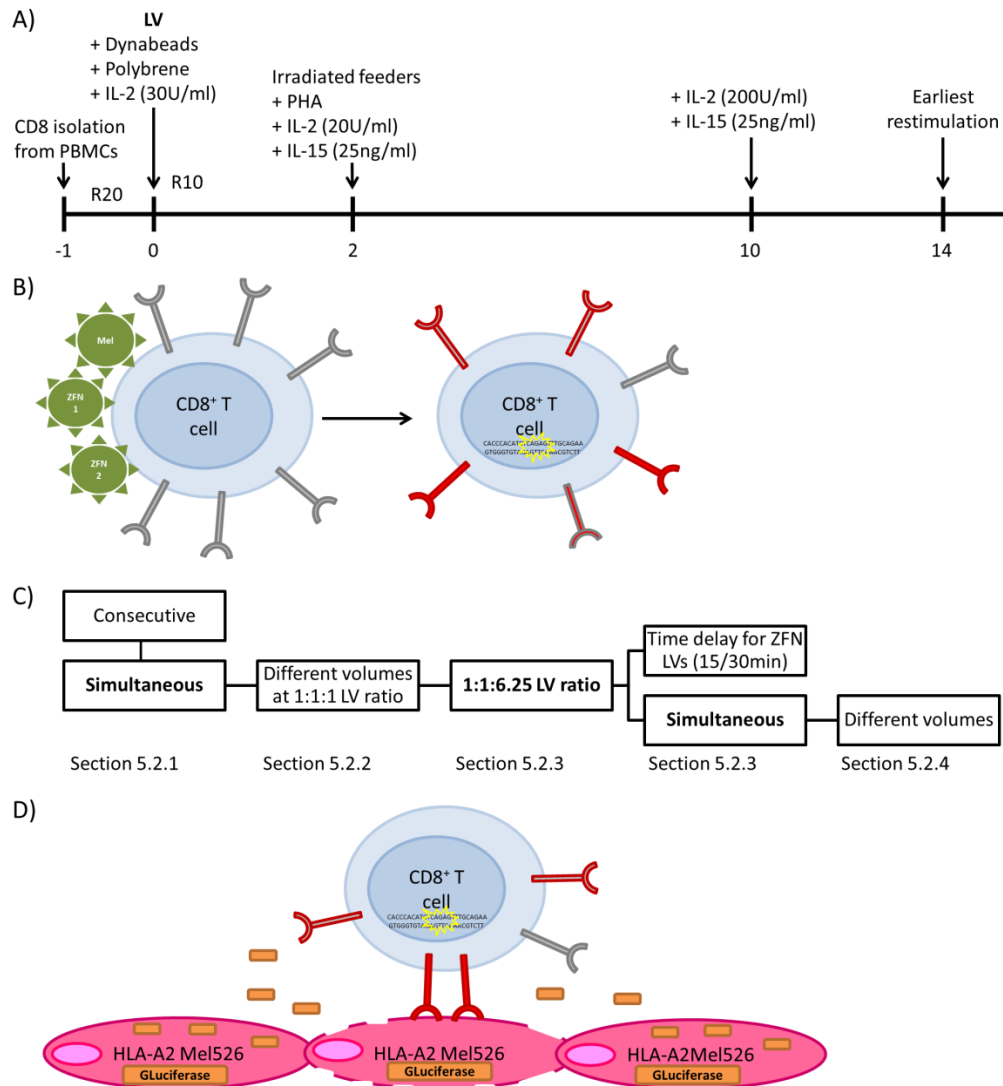 A)
LV
+ Dynabeads
+ Polybrene
+ IL-2 (30U/ml)
CD8 isolation
from PBMCs
Irradiated feeders
+ PHA
+ IL-2 (20U/ml)
+ IL-15 (25ng/ml)
+ IL-2 (200U/ml)
+ IL-15 (25ng/ml)
Earliest
restimulation
R20
R10
-1
0
2
10
14
B)
Mel
ZFN
1
ZFN
2
CD8⁺ T
cell
CD8⁺ T
cell
C)
Consecutive
Simultaneous
Different volumes
at 1:1:1 LV ratio
1:1:6.25 LV ratio
Time delay for ZFN
LVs (15/30min)
Simultaneous
Different volumes
Section 5.2.1
Section 5.2.2
Section 5.2.3
Section 5.2.3
Section 5.2.4
D)
CD8⁺ T
cell
HLA-A2 Mel526
GLuciferase
HLA-A2 Mel526
GLuciferase
HLA-A2Mel526
GLuciferase